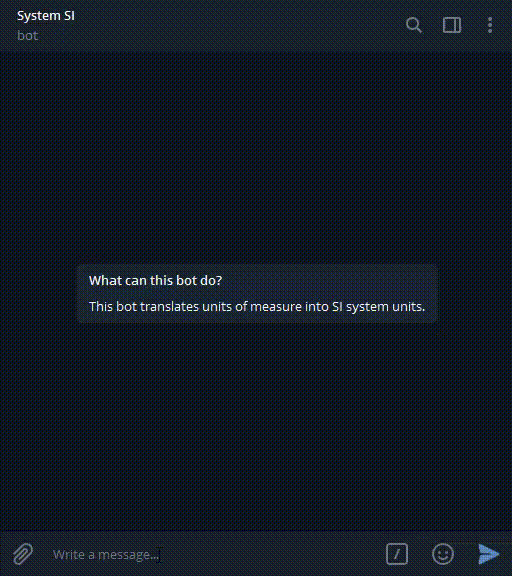 System SI
bot
What can this bot do?
This bot translates units of measure into SI system units.
Write a message...